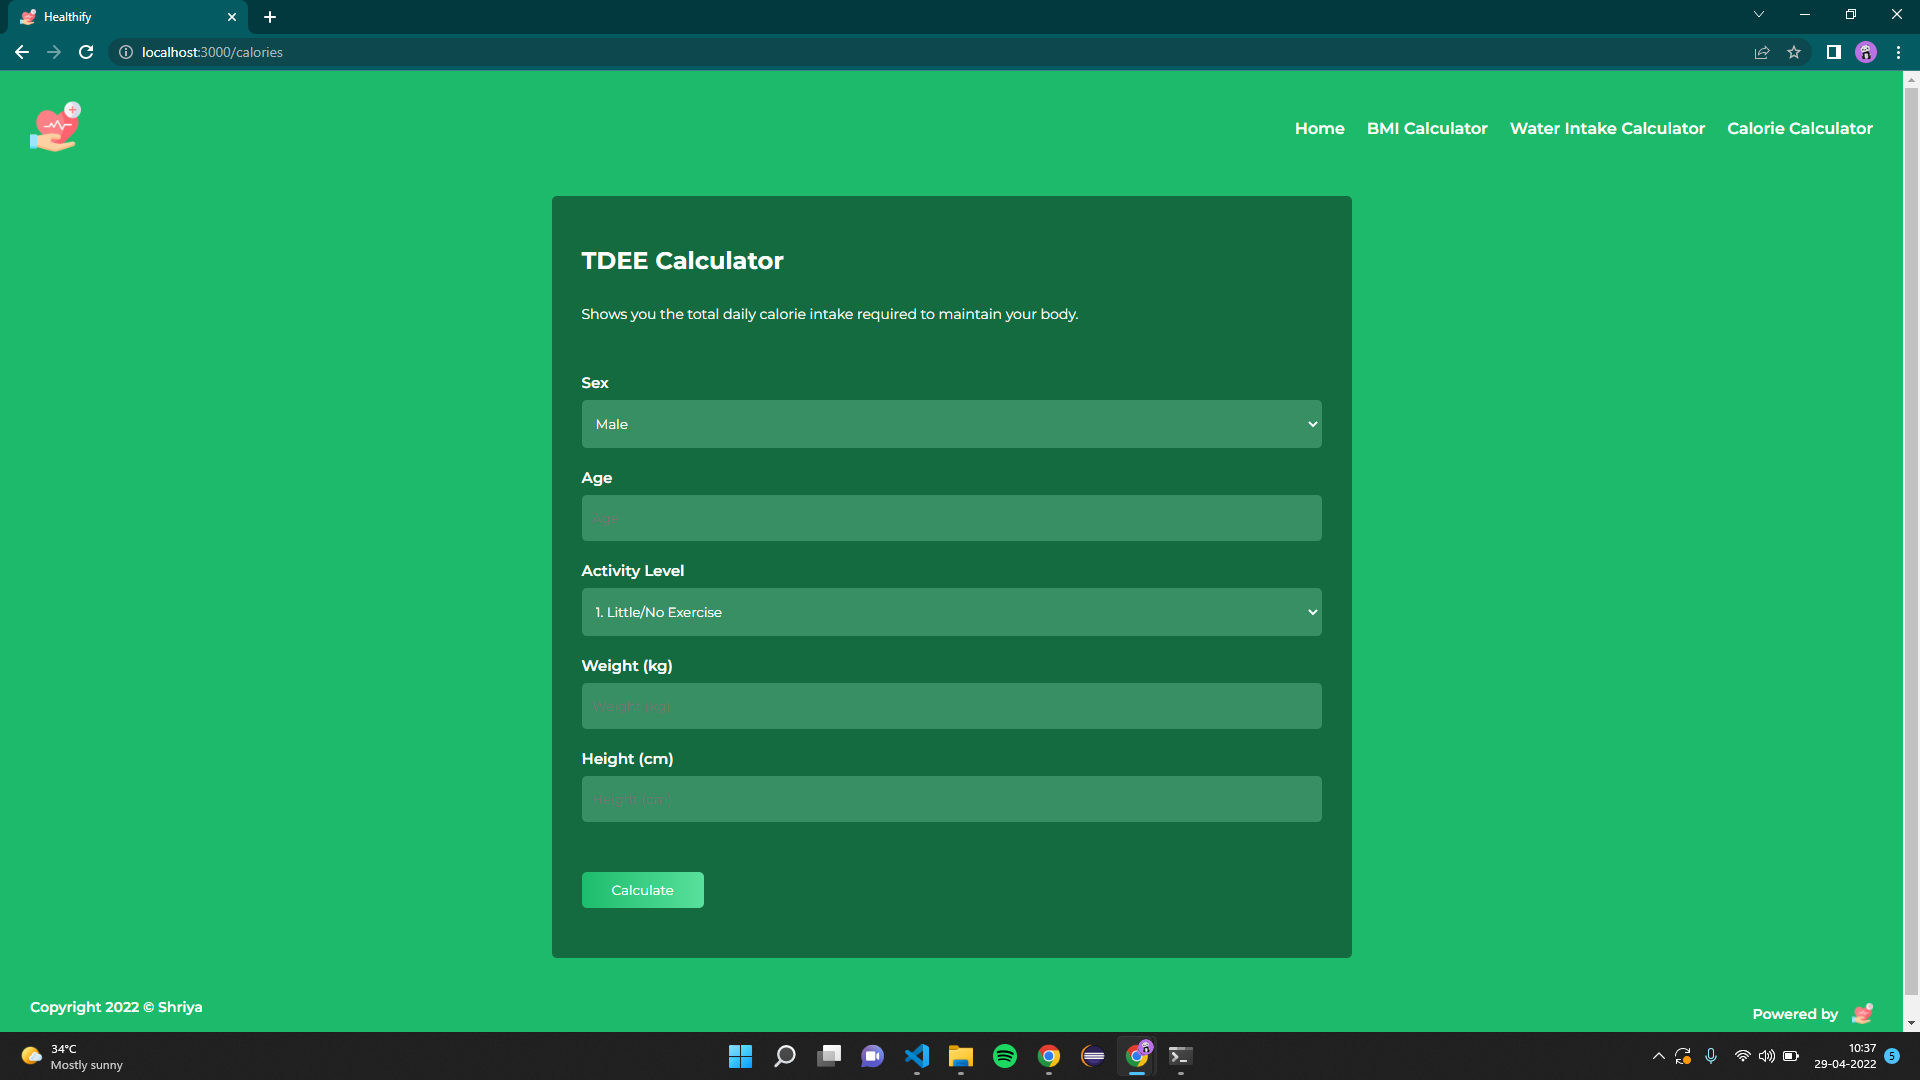 Healthify
localhost:3000/calories
Home BMI Calculator Water Intake Calculator Calorie Calculator
TDEE Calculator
Shows you the total daily calorie intake required to maintain your body.
Sex
Male
Age
Age
Activity Level
1. Little/No Exercise
Weight (kg)
Weight (kg)
Height (cm)
Height (cm)
Calculate
Copyright 2022 © Shriya
Powered by
34°C
Mostly sunny
10:37
29-04-2022
5